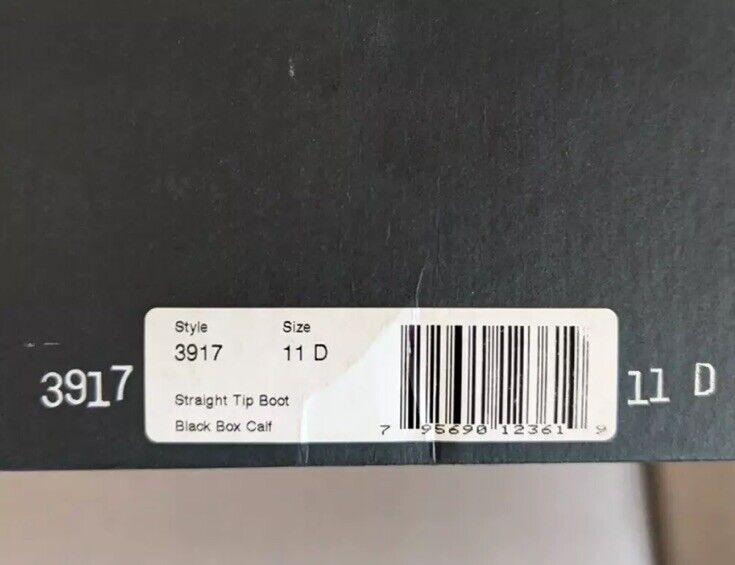 3917
Style Size
3917 11 D
Straight Tip Boot
Black Box Calf
7 95690 12361 9
11 D